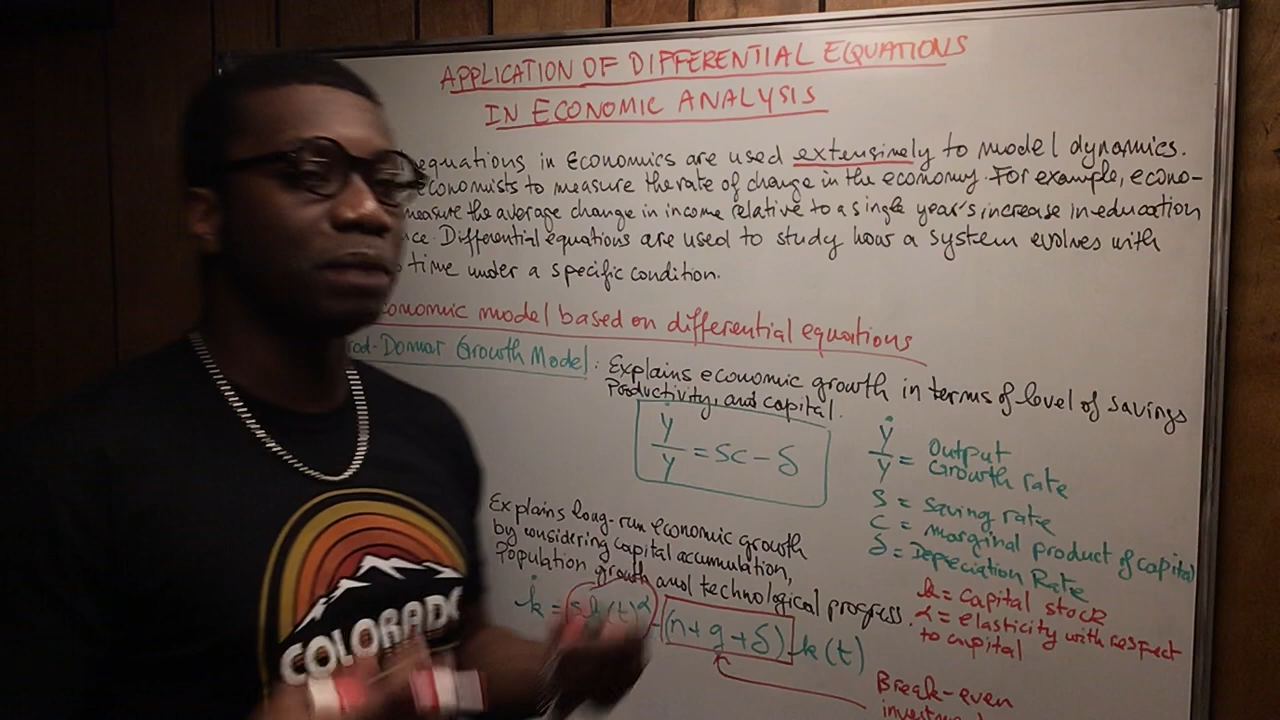 APPLICATION OF DIFFERENTIAL EQUATIONS
IN ECONOMIC ANALYSIS
equations in Economics are used extensively to model dynamics.
economists to measure the rate of change in the economy. For example, econo-
measure the average change in income relative to a single year's increase in education
Differential equations are used to study how a system evolves with
time under a specific condition.
model based on differential equations
Domar Growth Model: Explains economic growth in terms of level of savings
Productivity, and capital.
Ẏ/Y = sc - δ
Ẏ/Y = Output
Growth rate
s = saving rate
c = marginal product of capital
δ = Depeciation Rate
Explains long-run economic growth
by considering capital accumulation,
Population growth and technological progress.
k̇ = sk(t)^α - (n+g+δ) k(t)
k = capital stock
α = elasticity with respect
to capital
Break-even
COLORADO